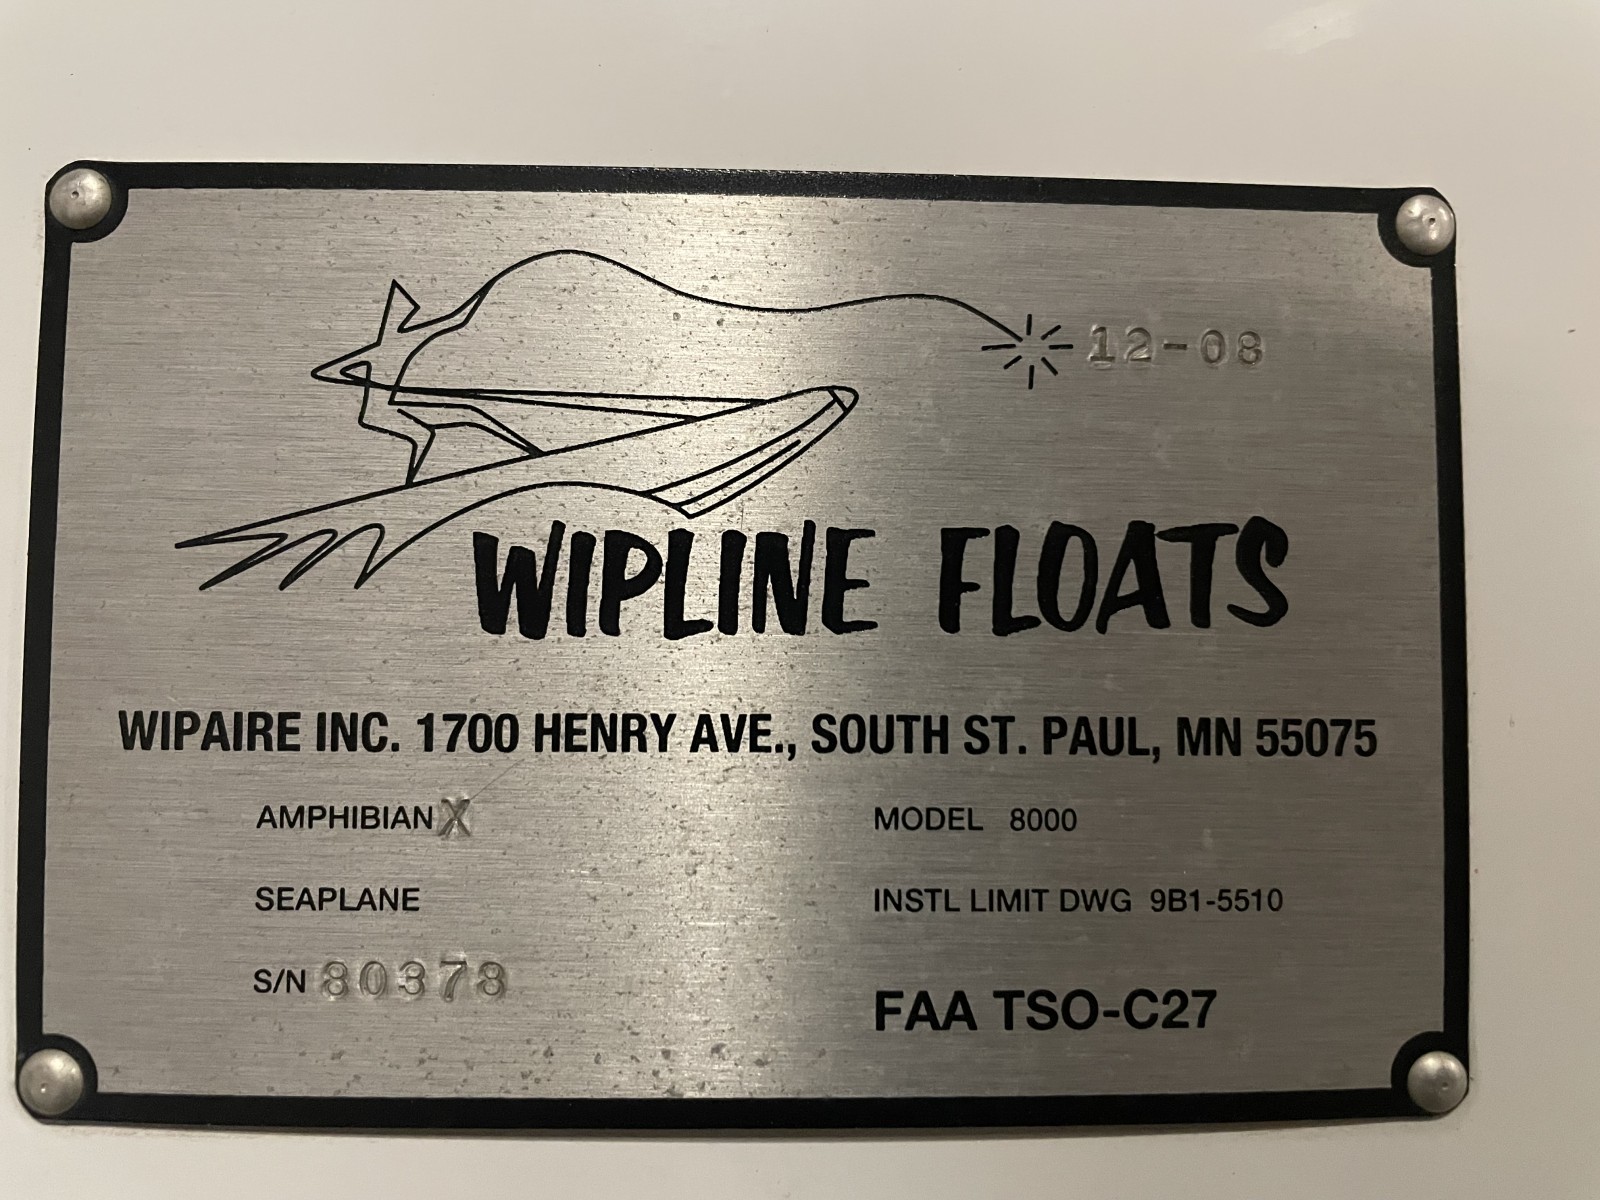 12-08
WIPLINE FLOATS
WIPAIRE INC. 1700 HENRY AVE., SOUTH ST. PAUL, MN 55075
AMPHIBIAN X
MODEL 8000
SEAPLANE
INSTL LIMIT DWG 9B1-5510
S/N 80378
FAA TSO-C27